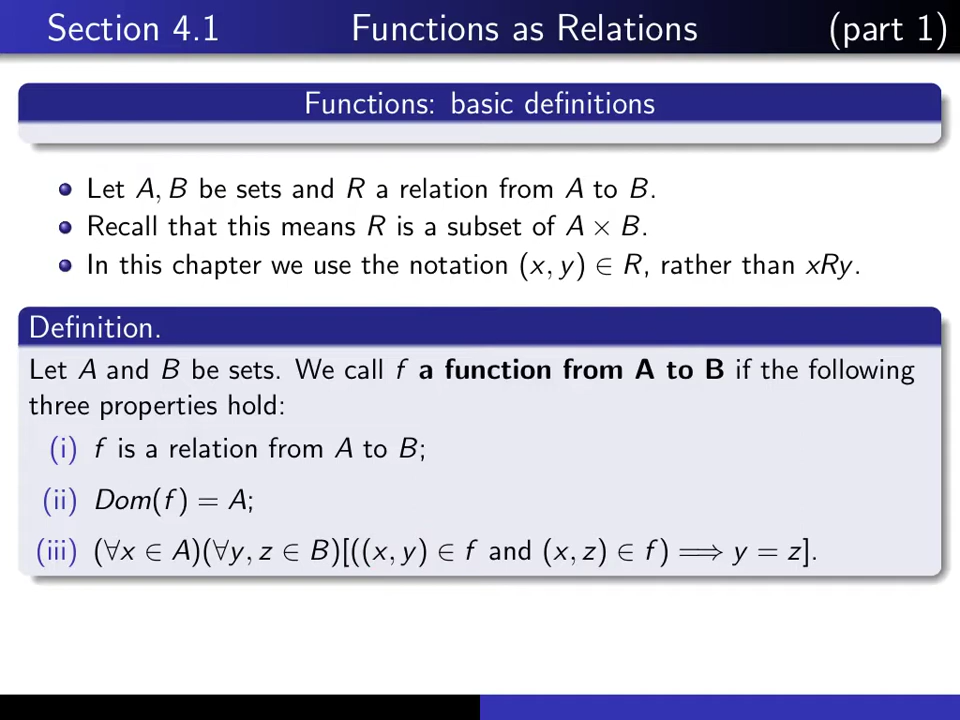 Section 4.1 Functions as Relations (part 1)
Functions: basic definitions
Let A, B be sets and R a relation from A to B.
Recall that this means R is a subset of A × B.
In this chapter we use the notation (x, y) ∈ R, rather than xRy.
Definition.
Let A and B be sets. We call f a function from A to B if the following
three properties hold:
(i) f is a relation from A to B;
(ii) Dom(f) = A;
(iii) (∀x ∈ A)(∀y, z ∈ B)[((x, y) ∈ f and (x, z) ∈ f) ⟹ y = z].